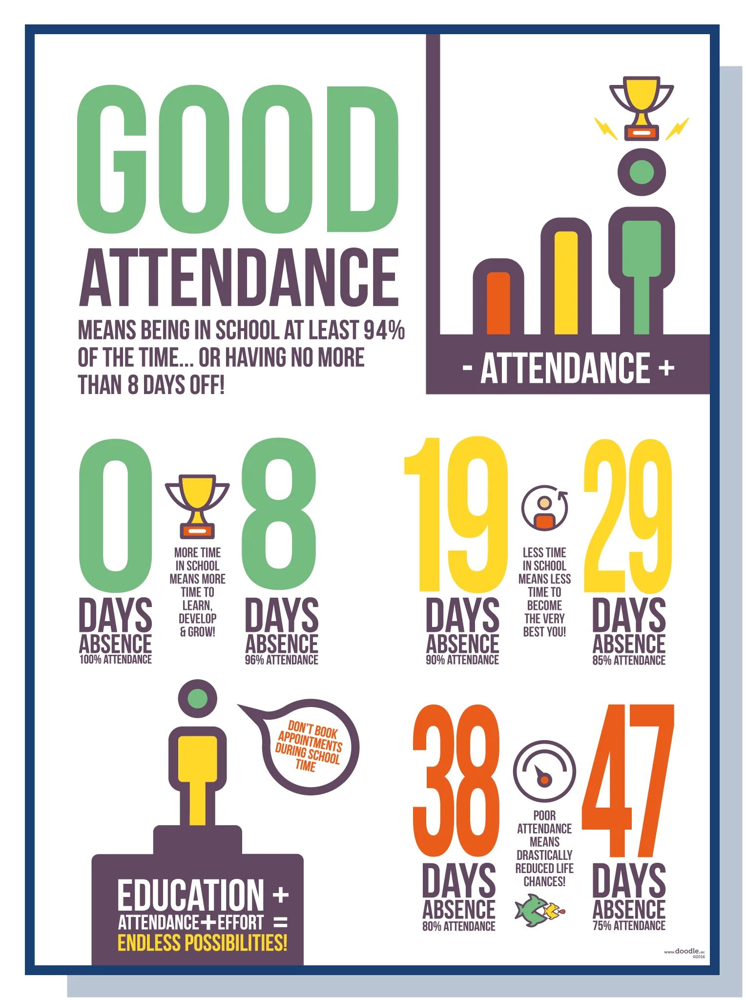 GOOD
ATTENDANCE
MEANS BEING IN SCHOOL AT LEAST 94%
OF THE TIME... OR HAVING NO MORE
THAN 8 DAYS OFF!
- ATTENDANCE +
0
DAYS
ABSENCE
100% ATTENDANCE
MORE TIME
IN SCHOOL
MEANS MORE
TIME TO
LEARN,
DEVELOP
& GROW!
8
DAYS
ABSENCE
96% ATTENDANCE
19
DAYS
ABSENCE
90% ATTENDANCE
LESS TIME
IN SCHOOL
MEANS LESS
TIME TO
BECOME
THE VERY
BEST YOU!
29
DAYS
ABSENCE
85% ATTENDANCE
DON'T BOOK
APPOINTMENTS
DURING SCHOOL
TIME
EDUCATION +
ATTENDANCE+EFFORT =
ENDLESS POSSIBILITIES!
38
DAYS
ABSENCE
80% ATTENDANCE
POOR
ATTENDANCE
MEANS
DRASTICALLY
REDUCED LIFE
CHANCES!
47
DAYS
ABSENCE
75% ATTENDANCE
www.doodle.ac
©2016